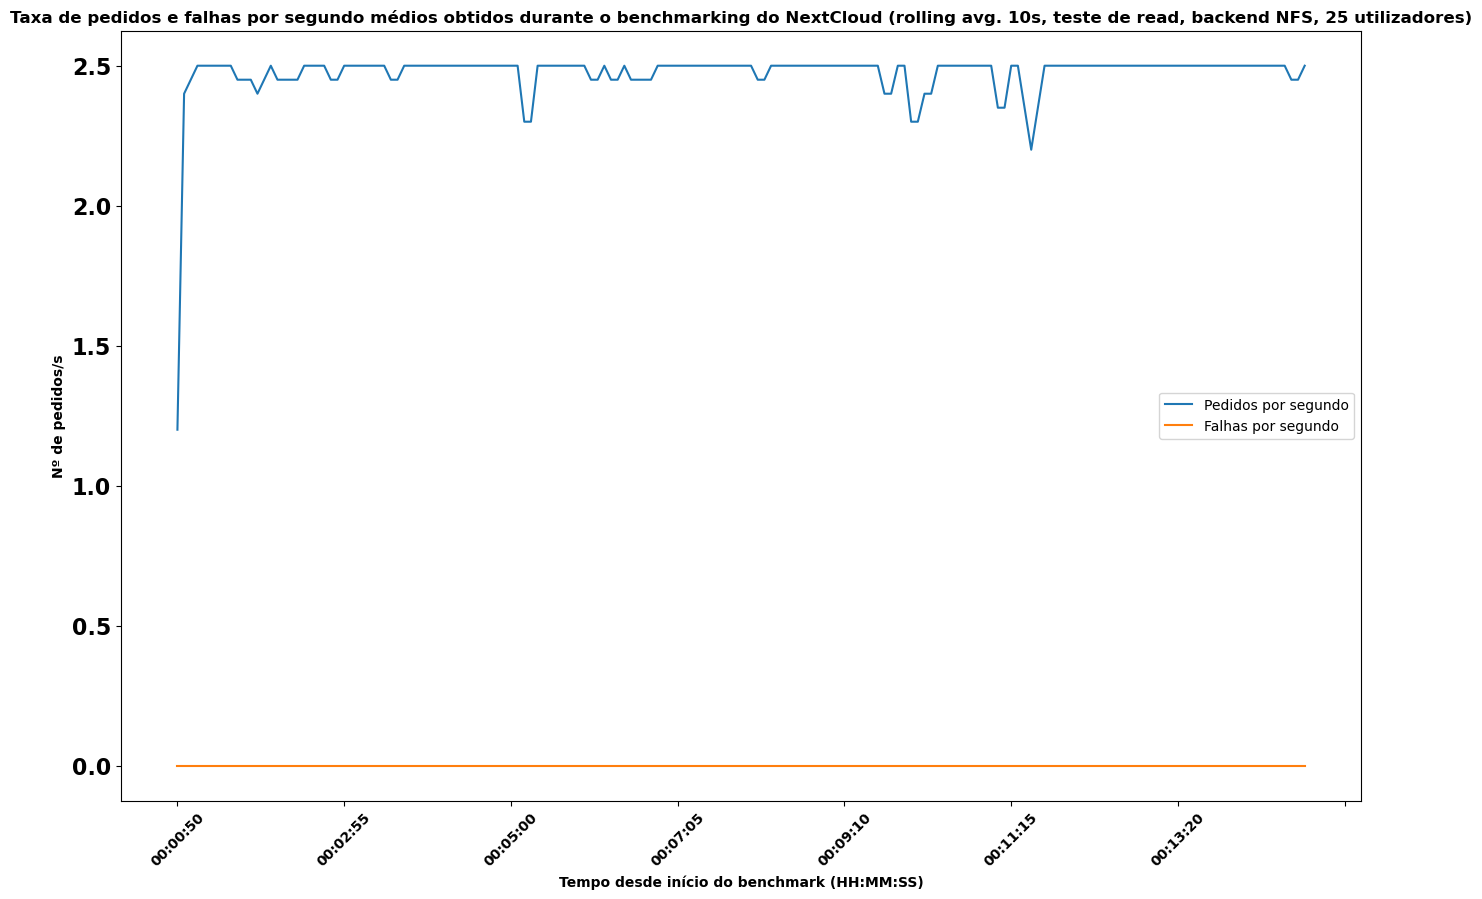 Taxa de pedidos e falhas por segundo médios obtidos durante o benchmarking do NextCloud (rolling avg. 10s, teste de read, backend NFS, 25 utilizadores)
2.5
2.0
1.5
1.0
0.5
0.0
Nº de pedidos/s
Pedidos por segundo
Falhas por segundo
00:00:50
00:02:55
00:05:00
00:07:05
00:09:10
00:11:15
00:13:20
Tempo desde início do benchmark (HH:MM:SS)